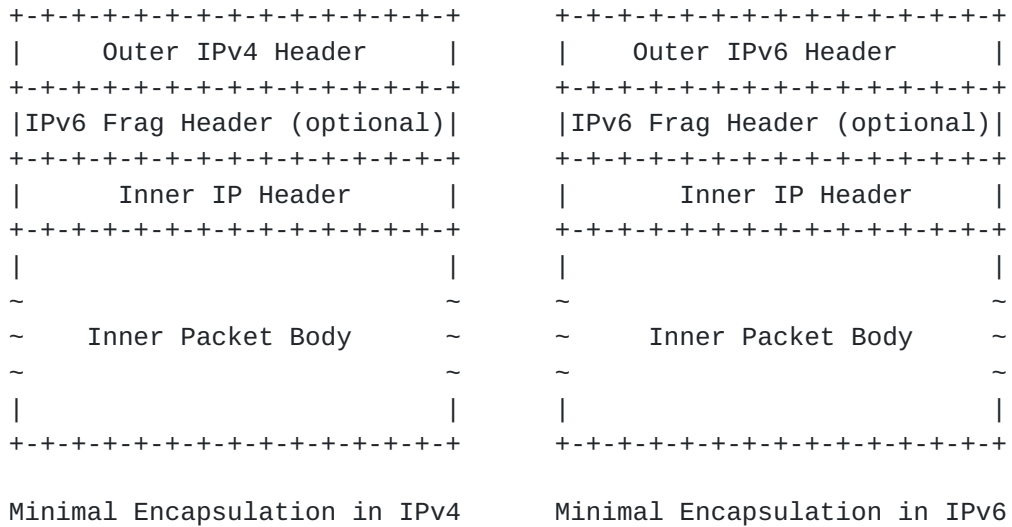 +-+-+-+-+-+-+-+-+-+-+-+-+-+-+      +-+-+-+-+-+-+-+-+-+-+-+-+-+-+
|     Outer IPv4 Header     |      |    Outer IPv6 Header      |
+-+-+-+-+-+-+-+-+-+-+-+-+-+-+      +-+-+-+-+-+-+-+-+-+-+-+-+-+-+
|IPv6 Frag Header (optional)|      |IPv6 Frag Header (optional)|
+-+-+-+-+-+-+-+-+-+-+-+-+-+-+      +-+-+-+-+-+-+-+-+-+-+-+-+-+-+
|      Inner IP Header      |      |       Inner IP Header     |
+-+-+-+-+-+-+-+-+-+-+-+-+-+-+      +-+-+-+-+-+-+-+-+-+-+-+-+-+-+
|                           |      |                           |
~                           ~      ~                           ~
~    Inner Packet Body      ~      ~     Inner Packet Body     ~
~                           ~      ~                           ~
|                           |      |                           |
+-+-+-+-+-+-+-+-+-+-+-+-+-+-+      +-+-+-+-+-+-+-+-+-+-+-+-+-+-+
Minimal Encapsulation in IPv4      Minimal Encapsulation in IPv6